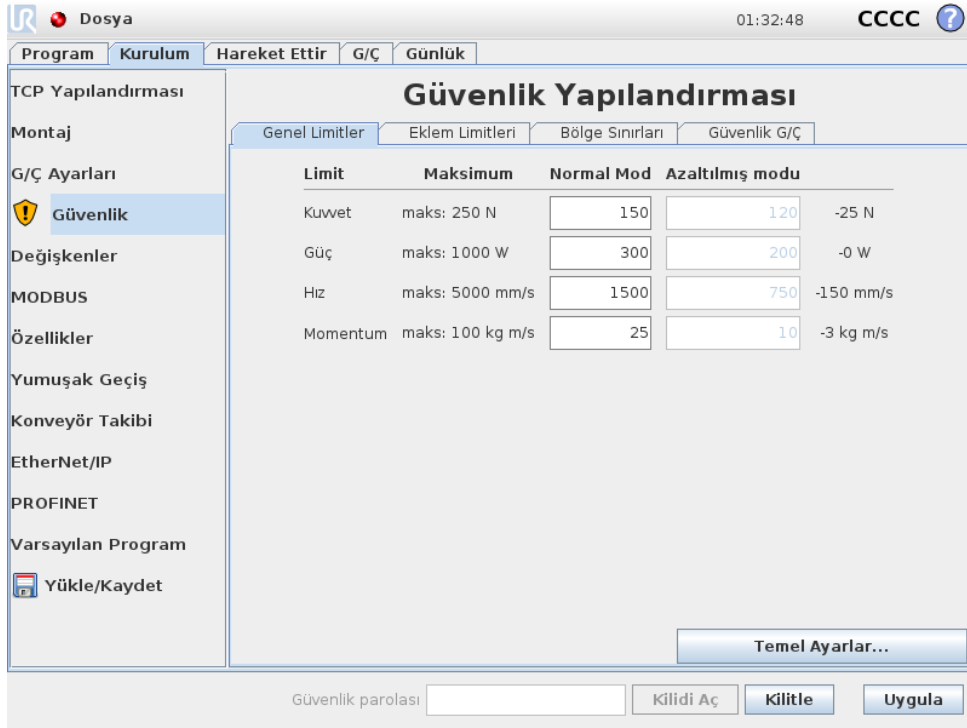 UR Dosya 01:32:48 CCCC ?
Program Kurulum Hareket Ettir G/Ç Günlük
TCP Yapılandırması
Montaj
G/Ç Ayarları
Güvenlik
Değişkenler
MODBUS
Özellikler
Yumuşak Geçiş
Konveyör Takibi
EtherNet/IP
PROFINET
Varsayılan Program
Yükle/Kaydet
Güvenlik Yapılandırması
Genel Limitler Eklem Limitleri Bölge Sınırları Güvenlik G/Ç
Limit Maksimum Normal Mod Azaltılmış modu
Kuvvet maks: 250 N 150 120 -25 N
Güç maks: 1000 W 300 200 -0 W
Hız maks: 5000 mm/s 1500 750 -150 mm/s
Momentum maks: 100 kg m/s 25 10 -3 kg m/s
Temel Ayarlar...
Güvenlik parolası Kilidi Aç Kilitle Uygula